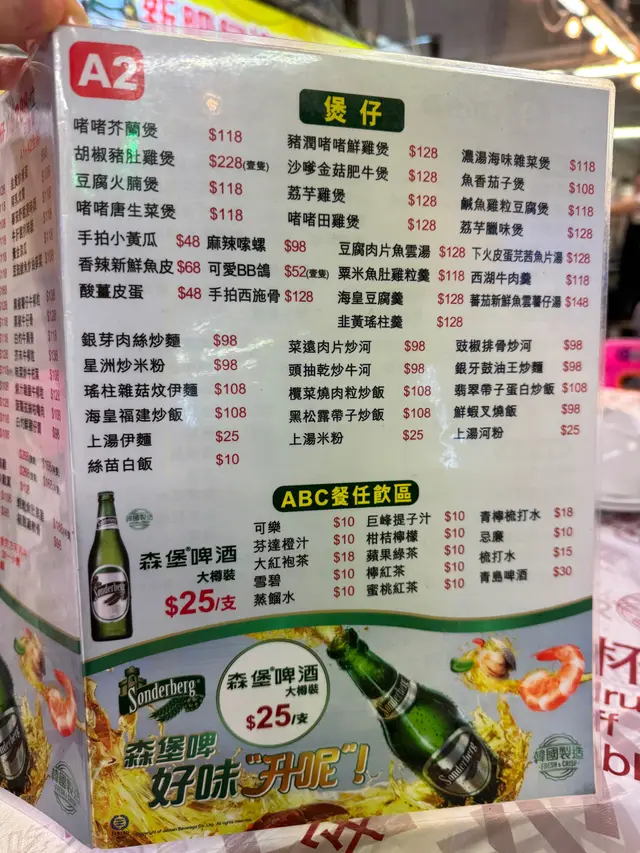 A2
煲仔
啫啫芥蘭煲 $118
胡椒豬肚雞煲 $228(壹隻)
豆腐火腩煲 $118
啫啫唐生菜煲 $118
豬潤啫啫鮮雞煲 $128
沙嗲金菇肥牛煲 $128
荔芋雞煲 $128
啫啫田雞煲 $128
濃湯海味雜菜煲 $118
魚香茄子煲 $108
鹹魚雞粒豆腐煲 $118
荔芋臘味煲 $128
手拍小黃瓜 $48
香辣新鮮魚皮 $68
酸薑皮蛋 $48
麻辣嗦螺 $98
可愛BB鴿 $52(壹隻)
手拍西施骨 $128
豆腐肉片魚雲湯 $128
粟米魚肚雞粒羹 $118
海皇豆腐羹 $128
韭黃瑤柱羹 $128
下火皮蛋芫茜魚片湯 $128
西湖牛肉羹 $118
蕃茄新鮮魚雲薯仔湯 $148
銀芽肉絲炒麵 $98
星洲炒米粉 $98
瑤柱雜菇炆伊麵 $108
海皇福建炒飯 $108
上湯伊麵 $25
絲苗白飯 $10
菜遠肉片炒河 $98
頭抽乾炒牛河 $98
欖菜燒肉粒炒飯 $108
黑松露帶子炒飯 $108
上湯米粉 $25
豉椒排骨炒河 $98
銀牙鼓油王炒麵 $98
翡翠帶子蛋白炒飯 $108
鮮蝦叉燒飯 $98
上湯河粉 $25
ABC餐任飲區
韓國製造
森堡®啤酒
大樽裝
$25/支
Sonderberg
可樂 $10
芬達橙汁 $10
大紅袍茶 $18
雪碧 $10
蒸餾水 $10
巨峰提子汁 $10
柑桔檸檬 $10
蘋果綠茶 $10
檸紅茶 $10
蜜桃紅茶 $10
青檸梳打水 $18
忌廉 $10
梳打水 $15
青島啤酒 $30
Sonderberg
森堡®啤酒
大樽裝
$25/支
森堡啤
好味"升呢"!
Sonderberg
Sonderberg
韓國製造
FRESH & CRISP